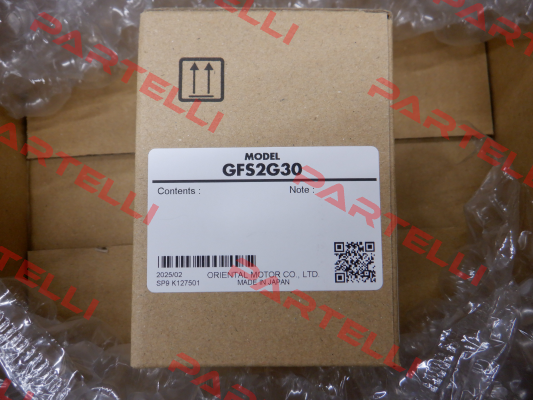 MODEL
GFS2G30
Contents :
Note :
2025/02
ORIENTAL MOTOR CO., LTD.
SP9 K127501
MADE IN JAPAN
PARTELLI
PARTELLI
PARTELLI
PARTELLI
PARTELLI
PARTELLI